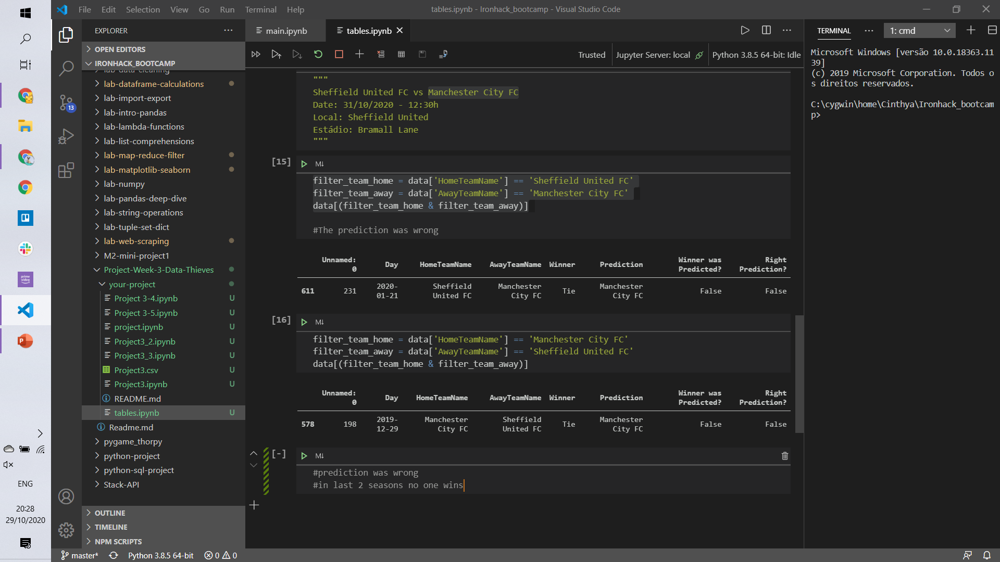 File Edit Selection View Go Run Terminal Help
tables.ipynb - Ironhack_bootcamp - Visual Studio Code
EXPLORER
OPEN EDITORS
IRONHACK_BOOTCAMP
lab-data-cleaning
lab-dataframe-calculations
lab-import-export
lab-intro-pandas
lab-lambda-functions
lab-list-comprehensions
lab-map-reduce-filter
lab-matplotlib-seaborn
lab-numpy
lab-pandas-deep-dive
lab-string-operations
lab-tuple-set-dict
lab-web-scraping
M2-mini-project1
Project-Week-3-Data-Thieves
your-project
Project 3-4.ipynb U
Project 3-5.ipynb U
project.ipynb U
Project3_2.ipynb U
Project3_3.ipynb U
Project3.csv U
Project3.ipynb U
README.md
tables.ipynb U
Readme.md
pygame_thorpy
python-project
python-sql-project
Stack-API
OUTLINE
TIMELINE
NPM SCRIPTS
13
main.ipynb
tables.ipynb
Trusted
Jupyter Server: local
Python 3.8.5 64-bit: Idle
"""
Sheffield United FC vs Manchester City FC
Date: 31/10/2020 - 12:30h
Local: Sheffield United
Estádio: Bramall Lane
"""
[15]
M↓
filter_team_home = data['HomeTeamName'] == 'Sheffield United FC'
filter_team_away = data['AwayTeamName'] == 'Manchester City FC'
data[(filter_team_home & filter_team_away)]
#The prediction was wrong
Unnamed: 0 Day HomeTeamName AwayTeamName Winner Prediction Winner was Predicted? Right Prediction?
611 231 2020-01-21 Sheffield United FC Manchester City FC Tie Manchester City FC False False
[16]
M↓
filter_team_home = data['HomeTeamName'] == 'Manchester City FC'
filter_team_away = data['AwayTeamName'] == 'Sheffield United FC'
data[(filter_team_home & filter_team_away)]
Unnamed: 0 Day HomeTeamName AwayTeamName Winner Prediction Winner was Predicted? Right Prediction?
578 198 2019-12-29 Manchester City FC Sheffield United FC Tie Manchester City FC False False
[-]
M↓
#prediction was wrong
#in last 2 seasons no one wins
TERMINAL
1: cmd
Microsoft Windows [versão 10.0.18363.11
39]
(c) 2019 Microsoft Corporation. Todos o
s direitos reservados.
C:\cygwin\home\Cinthya\Ironhack_bootcam
p>
prime video
P
ENG
20:28
29/10/2020
master*
Python 3.8.5 64-bit
0
0